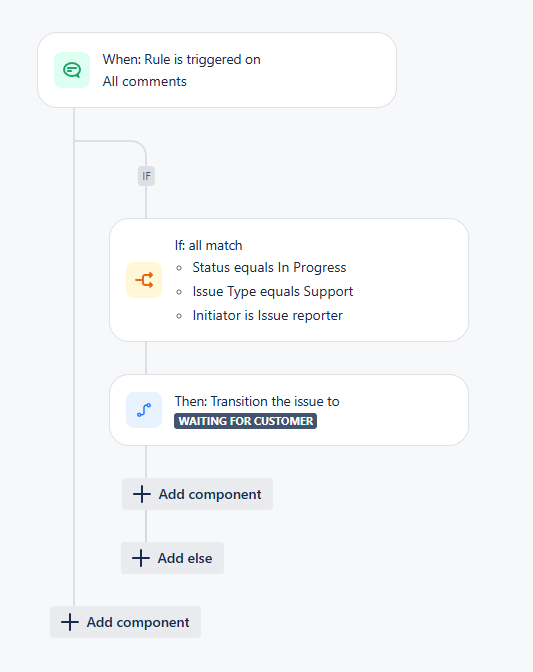 When: Rule is triggered on
All comments
IF
If: all match
Status equals In Progress
Issue Type equals Support
Initiator is Issue reporter
Then: Transition the issue to
WAITING FOR CUSTOMER
Add component
Add else
Add component